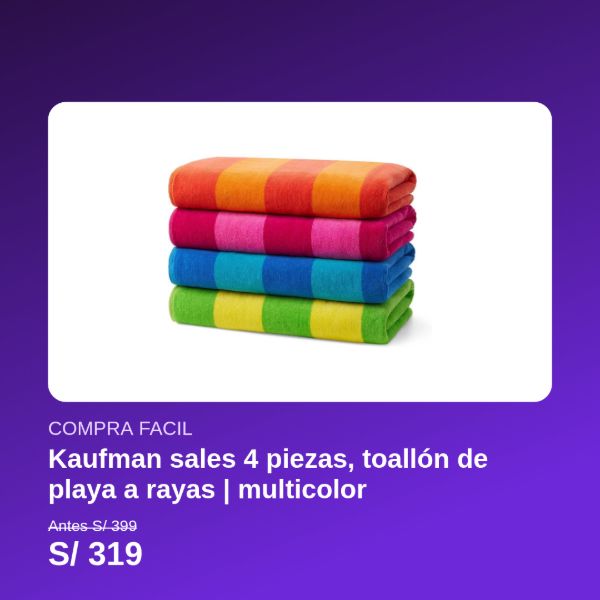 COMPRA FACIL
Kaufman sales 4 piezas, toallón de
playa a rayas | multicolor
Antes S/ 399
S/ 319